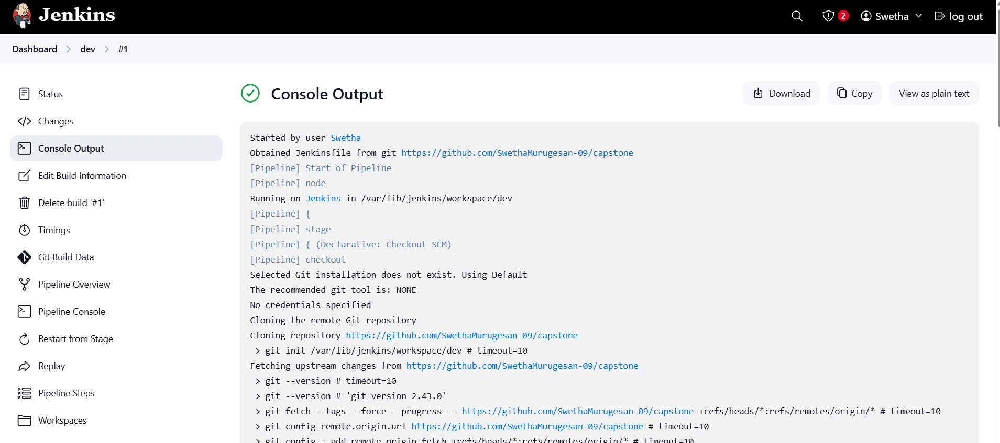 Jenkins
2
Swetha
log out
Dashboard
dev
#1
Status
Changes
Console Output
Edit Build Information
Delete build ‘#1’
Timings
Git Build Data
Pipeline Overview
Pipeline Console
Restart from Stage
Replay
Pipeline Steps
Workspaces
Console Output
Download
Copy
View as plain text
Started by user Swetha
Obtained Jenkinsfile from git https://github.com/SwethaMurugesan-09/capstone
[Pipeline] Start of Pipeline
[Pipeline] node
Running on Jenkins in /var/lib/jenkins/workspace/dev
[Pipeline] {
[Pipeline] stage
[Pipeline] { (Declarative: Checkout SCM)
[Pipeline] checkout
Selected Git installation does not exist. Using Default
The recommended git tool is: NONE
No credentials specified
Cloning the remote Git repository
Cloning repository https://github.com/SwethaMurugesan-09/capstone
> git init /var/lib/jenkins/workspace/dev # timeout=10
Fetching upstream changes from https://github.com/SwethaMurugesan-09/capstone
> git --version # timeout=10
> git --version # 'git version 2.43.0'
> git fetch --tags --force --progress -- https://github.com/SwethaMurugesan-09/capstone +refs/heads/*:refs/remotes/origin/* # timeout=10
> git config remote.origin.url https://github.com/SwethaMurugesan-09/capstone # timeout=10
> git config --add remote.origin.fetch +refs/heads/*:refs/remotes/origin/* # timeout=10